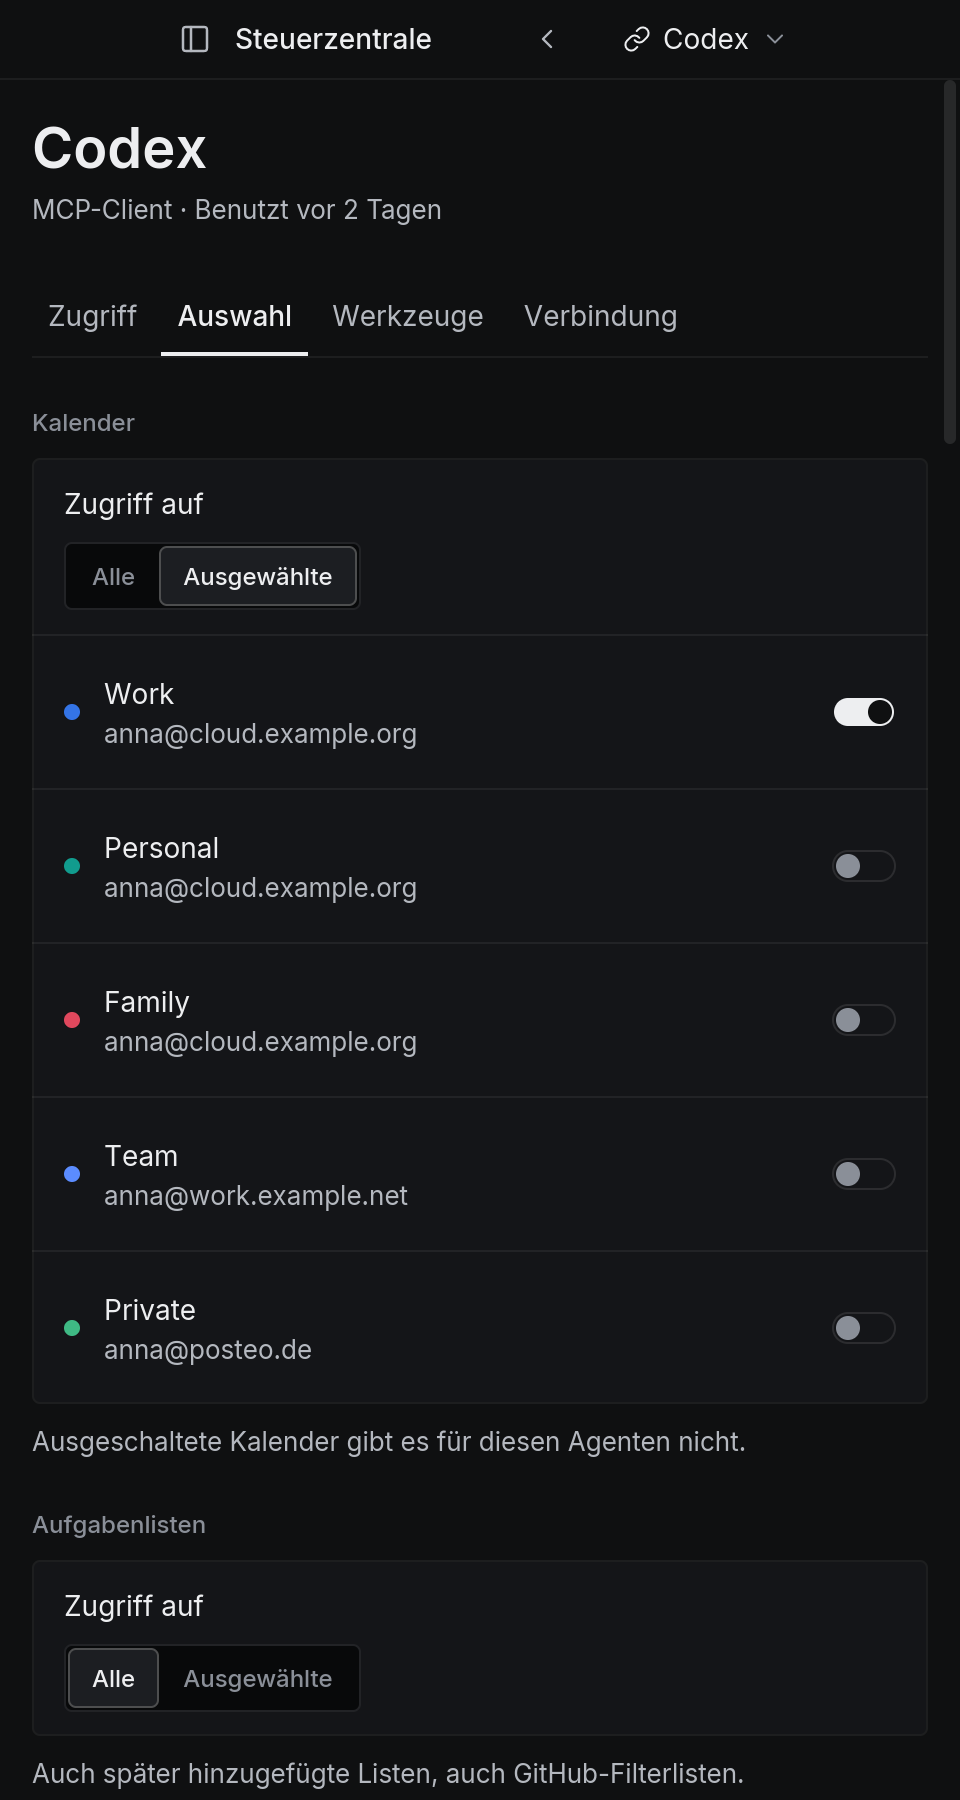 Steuerzentrale
Codex
Codex
MCP-Client · Benutzt vor 2 Tagen
Zugriff
Auswahl
Werkzeuge
Verbindung
Kalender
Zugriff auf
Alle
Ausgewählte
Work
anna@cloud.example.org
Personal
anna@cloud.example.org
Family
anna@cloud.example.org
Team
anna@work.example.net
Private
anna@posteo.de
Ausgeschaltete Kalender gibt es für diesen Agenten nicht.
Aufgabenlisten
Zugriff auf
Alle
Ausgewählte
Auch später hinzugefügte Listen, auch GitHub-Filterlisten.